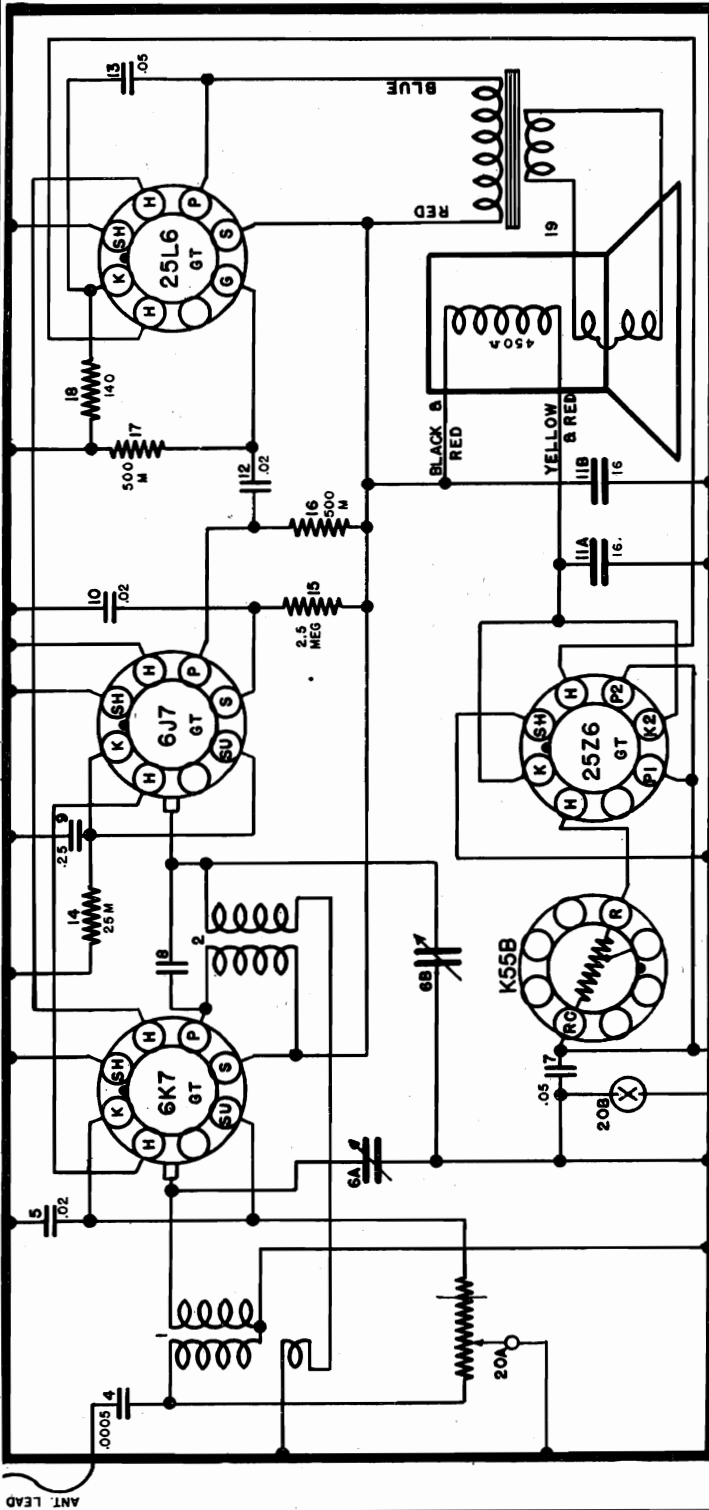 BLUE
RED
13
.05
H
P
S
G
H
K
SH
25L6
GT
18
140
17
500
M
12
.02
16
500
M
10
.02
15
2.5
MEG
H
P
S
SU
H
K
SH
6J7
GT
9
.25
14
25M
8
2
H
P
S
SU
H
K
SH
6K7
GT
5
.02
1
4
.0005
ANT. LEAD
20A
6A
6B
7
.05
20B
K55B
RC
R
H
P2
K2
P1
H
K
SH
25Z6
GT
11A
16.
11B
16
BLACK &
RED
YELLOW
& RED
450Ω
19